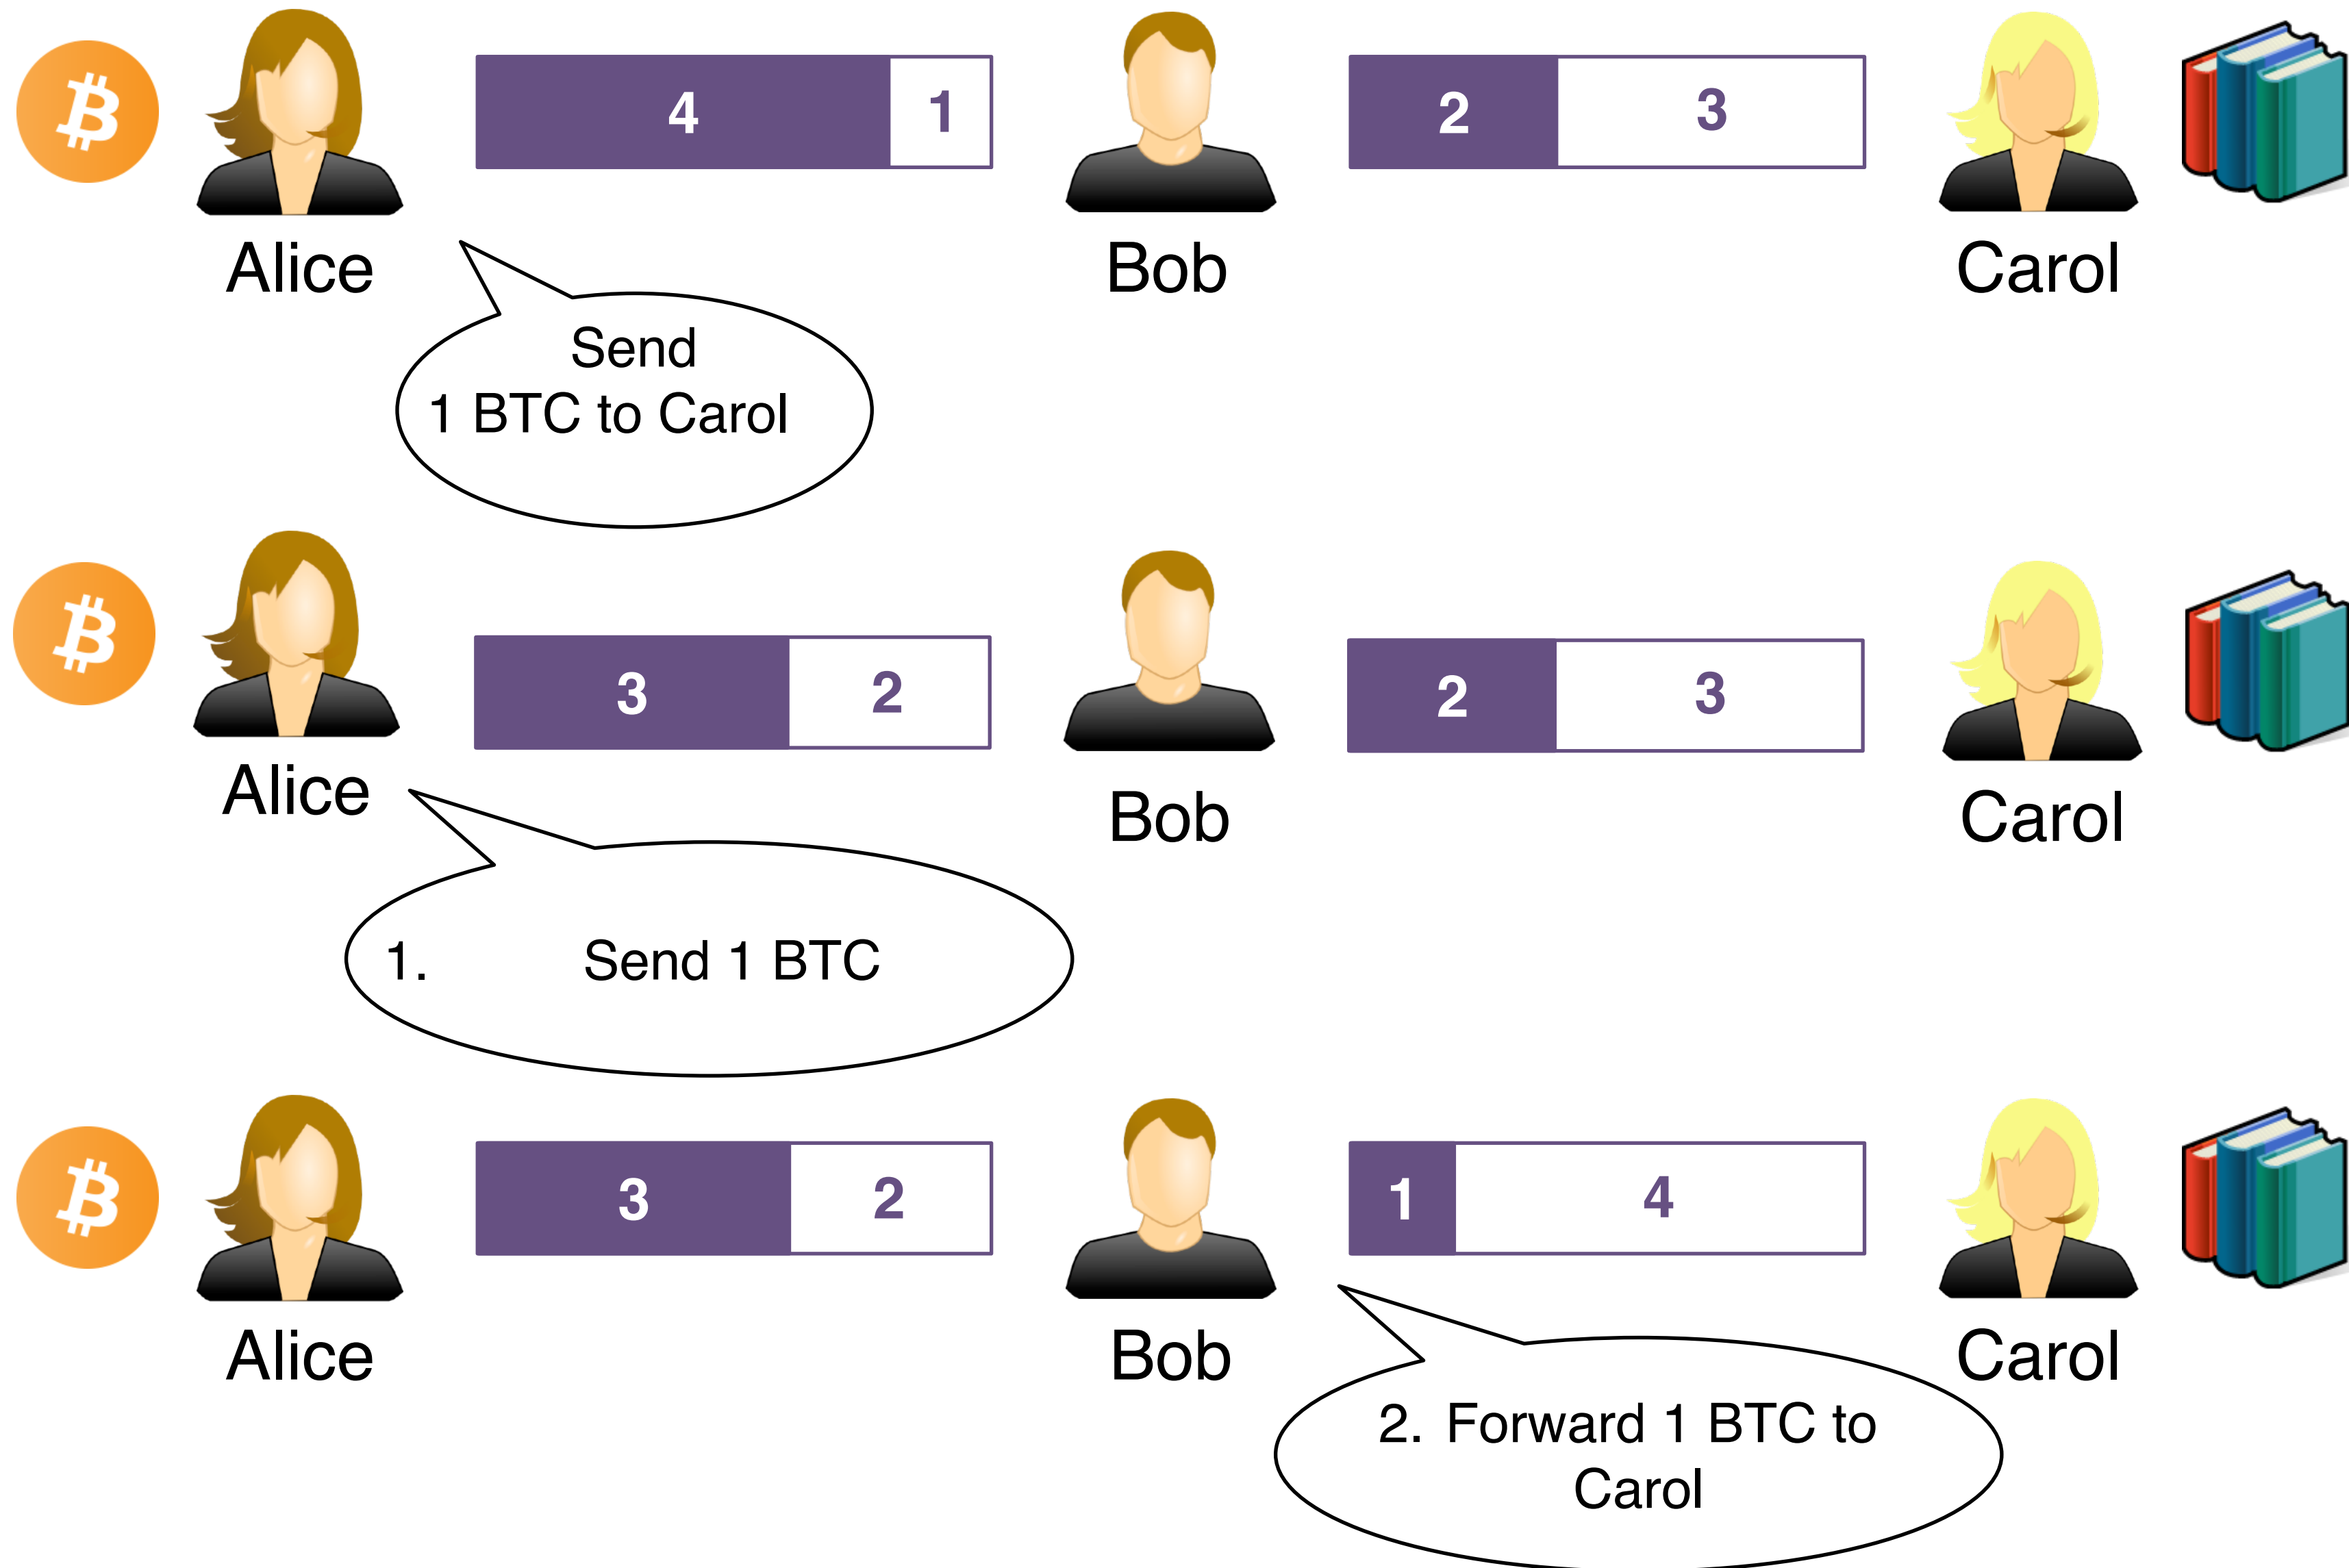 4 1 2 3
Alice Bob Carol
Send
1 BTC to Carol
3 2 2 3
Alice Bob Carol
1. Send 1 BTC
3 2 1 4
Alice Bob Carol
2. Forward 1 BTC to
Carol